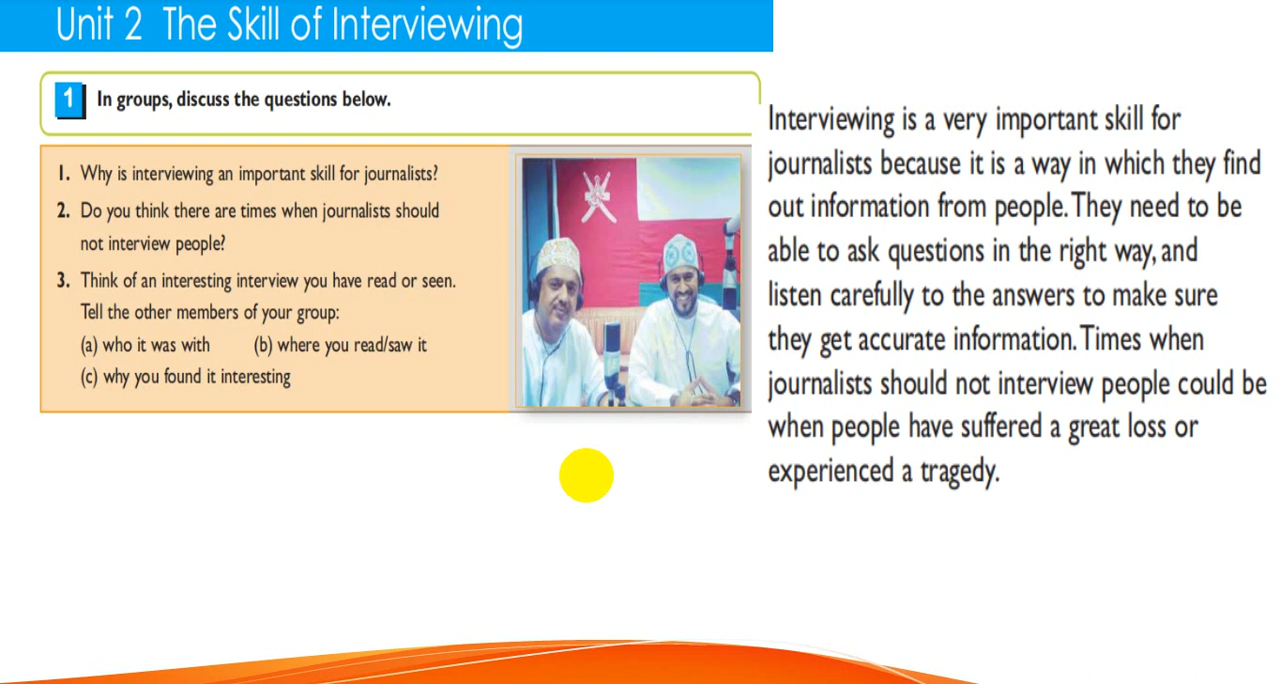 Unit 2 The Skill of Interviewing
1 In groups, discuss the questions below.
1. Why is interviewing an important skill for journalists?
2. Do you think there are times when journalists should
not interview people?
3. Think of an interesting interview you have read or seen.
Tell the other members of your group:
(a) who it was with (b) where you read/saw it
(c) why you found it interesting
Interviewing is a very important skill for
journalists because it is a way in which they find
out information from people. They need to be
able to ask questions in the right way, and
listen carefully to the answers to make sure
they get accurate information. Times when
journalists should not interview people could be
when people have suffered a great loss or
experienced a tragedy.